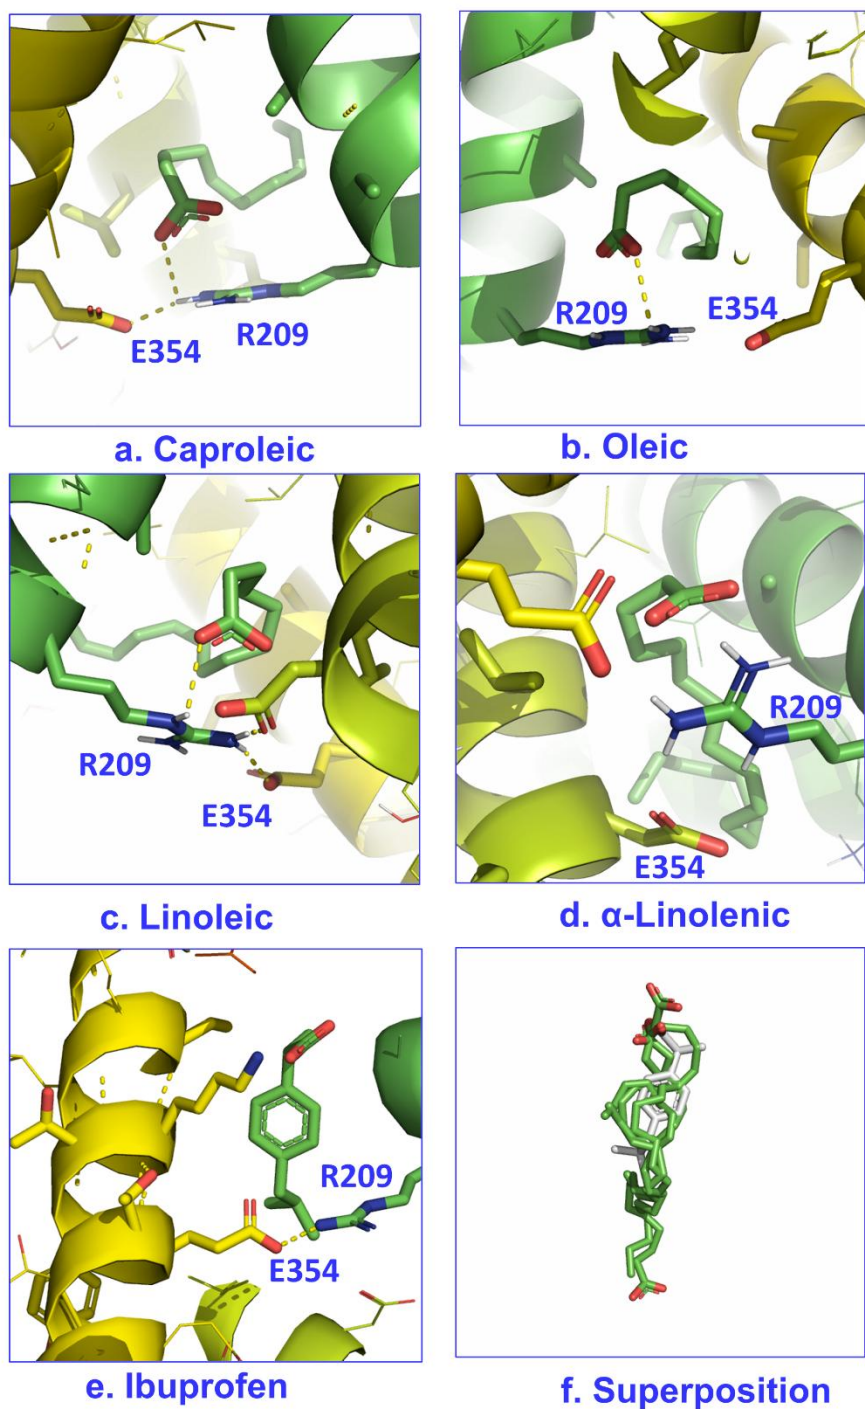 E354
R209
a. Caproleic
R209
E354
b. Oleic
R209
E354
c. Linoleic
R209
E354
d. α-Linolenic
R209
E354
e. Ibuprofen
f. Superposition